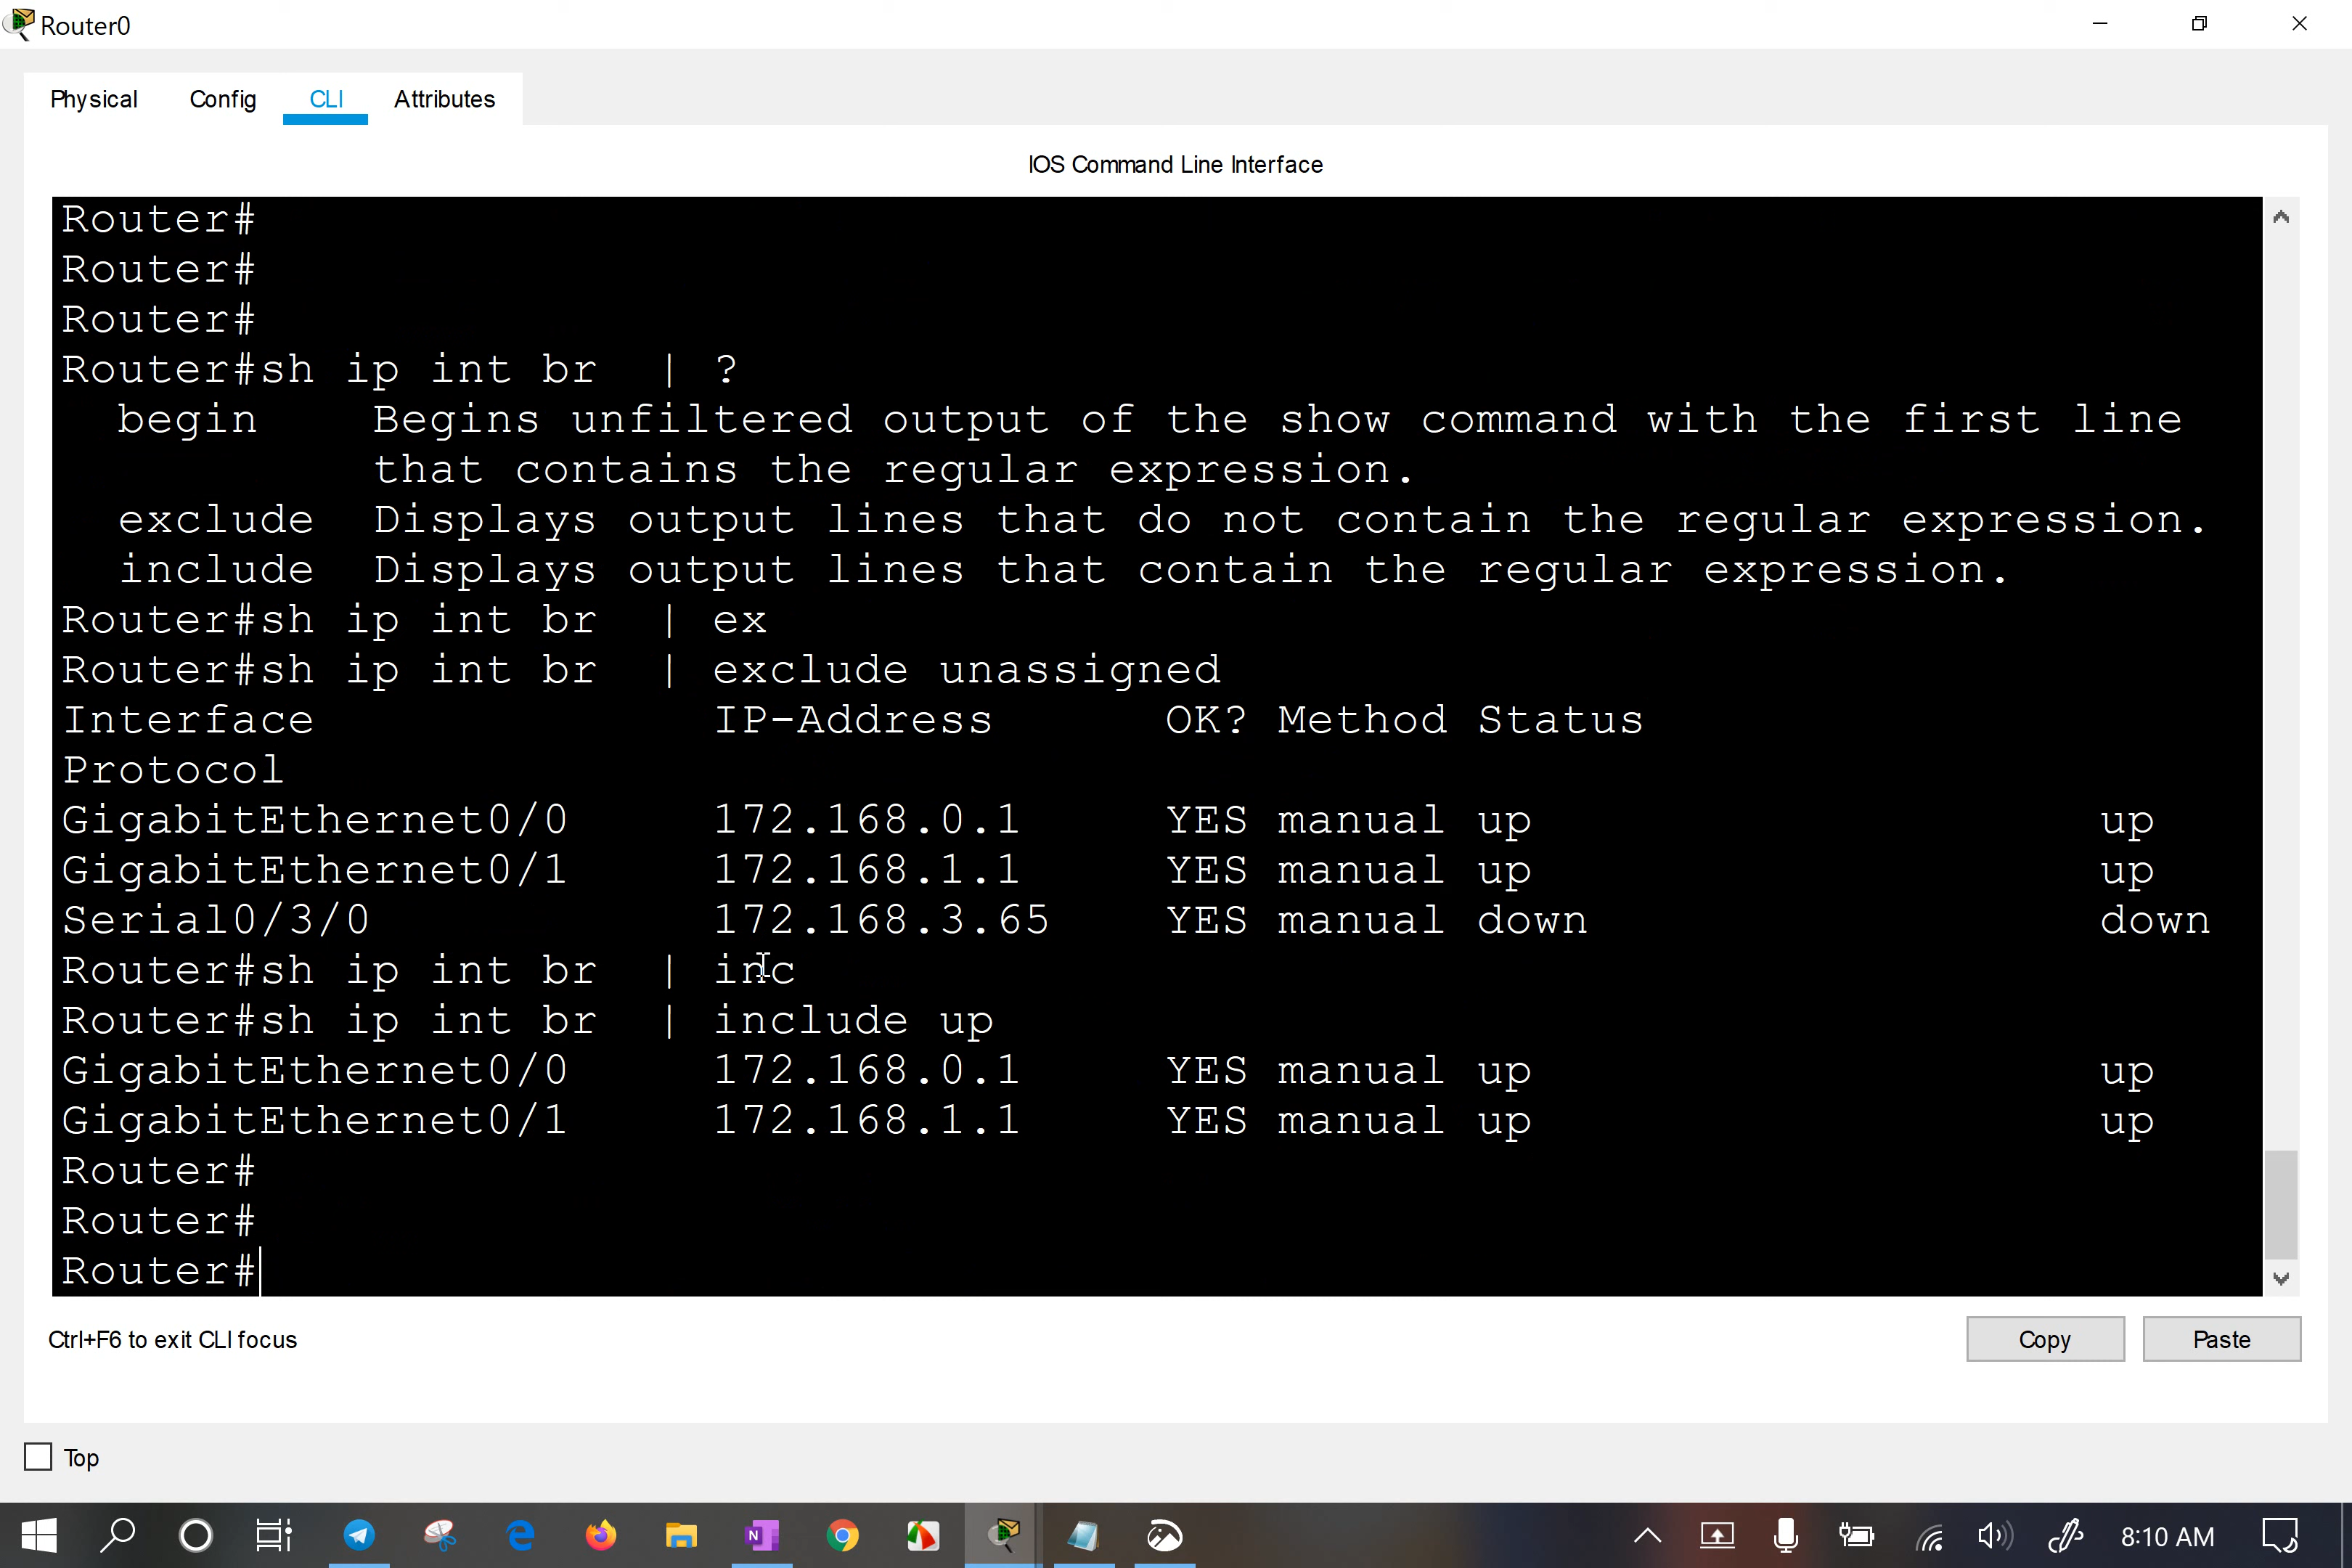 Router0
Physical Config CLI Attributes
IOS Command Line Interface
Router#
Router#
Router#
Router#sh ip int br | ?
begin Begins unfiltered output of the show command with the first line
that contains the regular expression.
exclude Displays output lines that do not contain the regular expression.
include Displays output lines that contain the regular expression.
Router#sh ip int br | ex
Router#sh ip int br | exclude unassigned
Interface IP-Address OK? Method Status
Protocol
GigabitEthernet0/0 172.168.0.1 YES manual up up
GigabitEthernet0/1 172.168.1.1 YES manual up up
Serial0/3/0 172.168.3.65 YES manual down down
Router#sh ip int br | inc
Router#sh ip int br | include up
GigabitEthernet0/0 172.168.0.1 YES manual up up
GigabitEthernet0/1 172.168.1.1 YES manual up up
Router#
Router#
Router#
Ctrl+F6 to exit CLI focus
Copy Paste
Top
8:10 AM